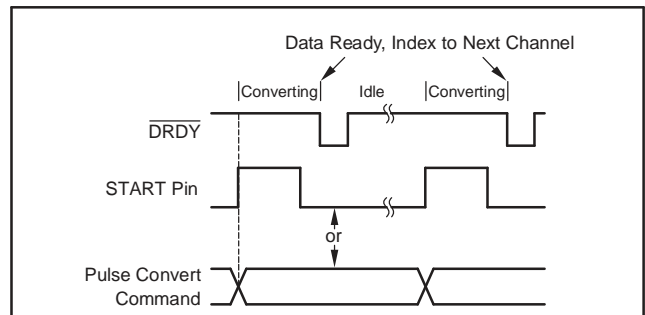 Data Ready, Index to Next Channel
Converting Idle Converting
DRDY
START Pin
or
Pulse Convert
Command